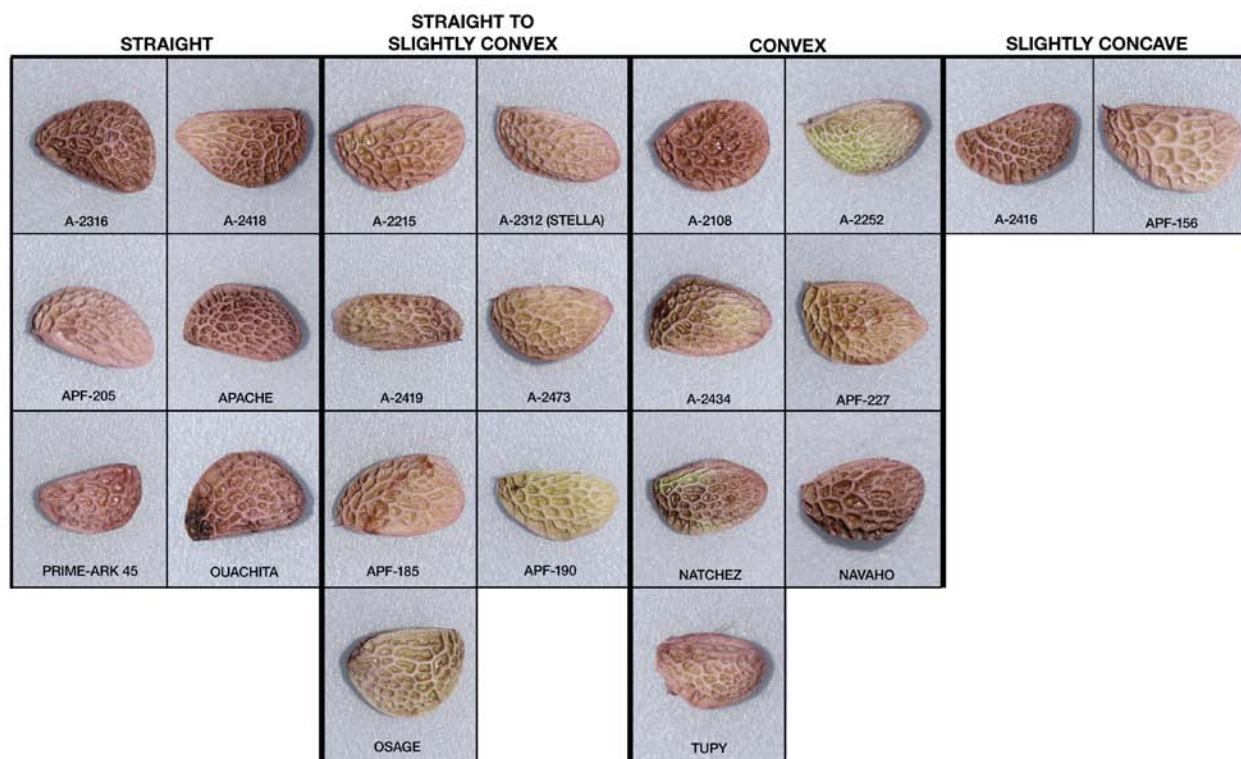 STRAIGHT
STRAIGHT TO
SLIGHTLY CONVEX
CONVEX
SLIGHTLY CONCAVE
A-2316
A-2418
A-2215
A-2312 (STELLA)
A-2108
A-2252
A-2416
APF-156
APF-205
APACHE
A-2419
A-2473
A-2434
APF-227
PRIME-ARK 45
OUACHITA
APF-185
APF-190
NATCHEZ
NAVAHO
OSAGE
TUPY